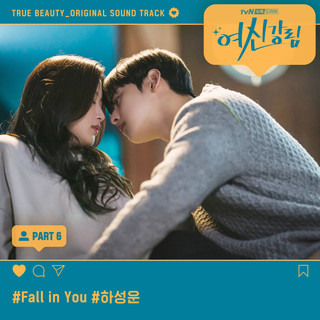 TRUE BEAUTY_ORIGINAL SOUND TRACK
tvN
여신강림
PART 6
#Fall in You #하성운